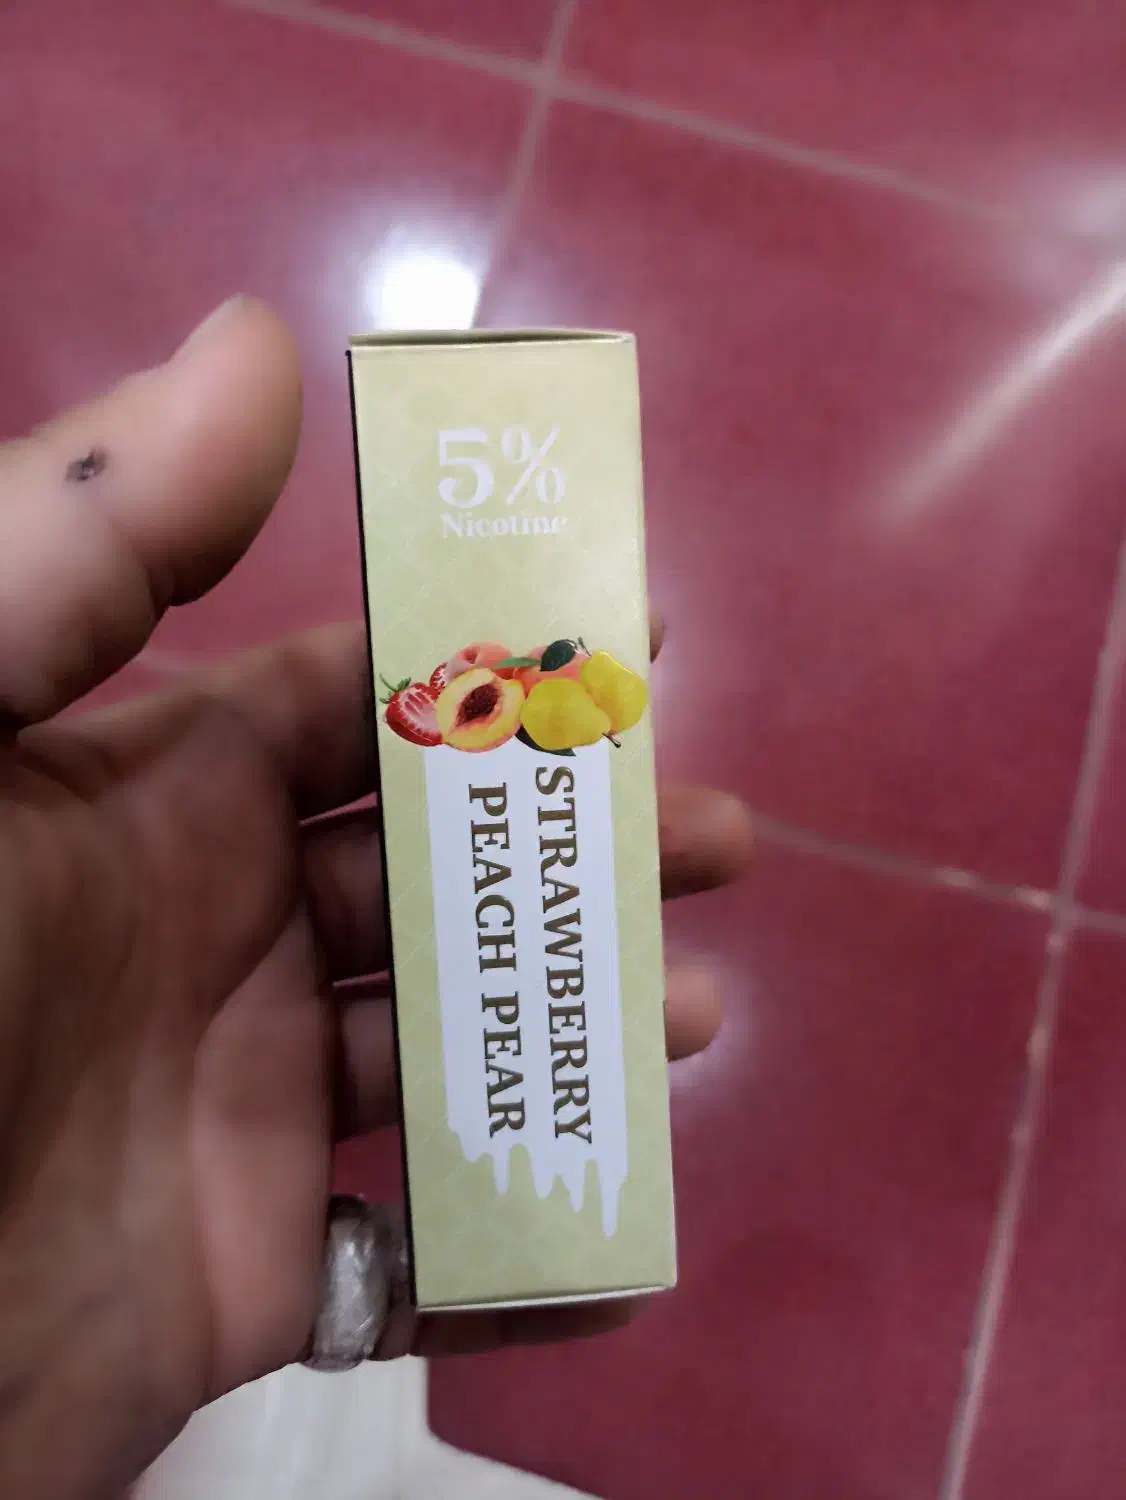 5%
Nicotine
STRAWBERRY
PEACH PEAR